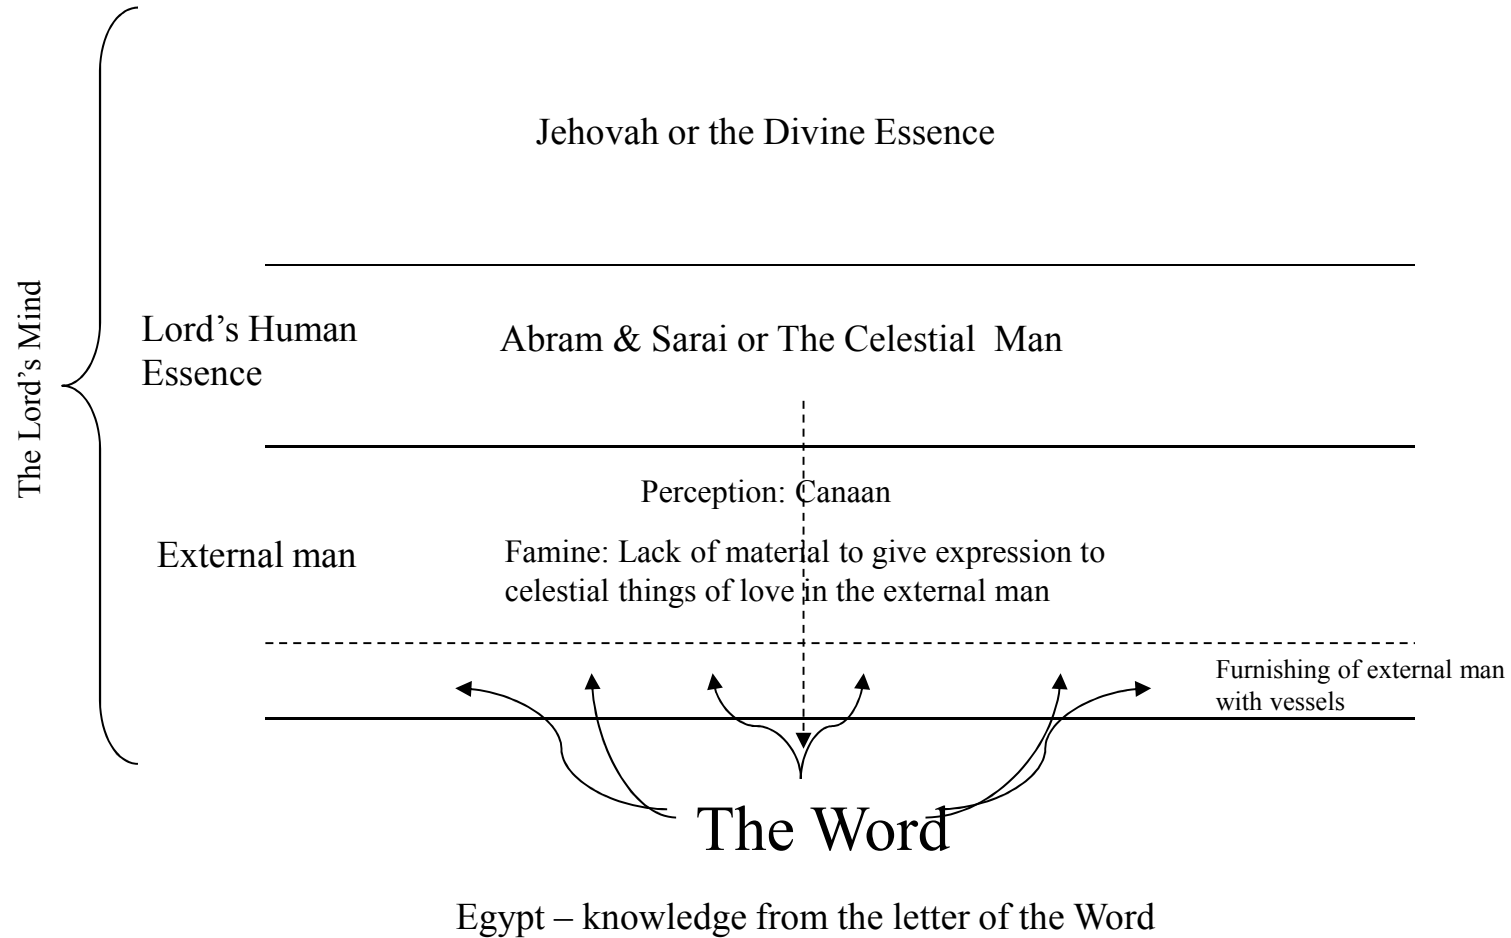 The Lord’s Mind
Jehovah or the Divine Essence
Lord’s Human
Essence
Abram & Sarai or The Celestial  Man
Perception: Canaan
External man
Famine: Lack of material to give expression to
celestial things of love in the external man
Furnishing of external man
with vessels
The Word
Egypt – knowledge from the letter of the Word